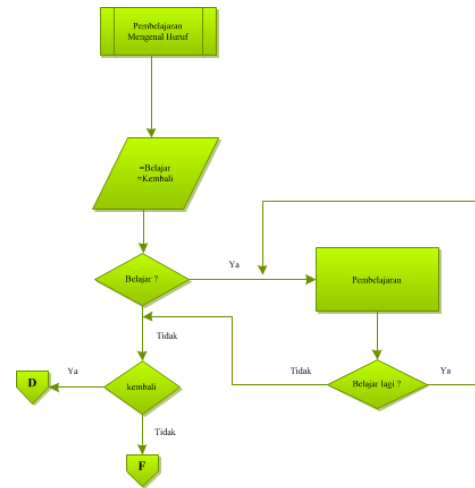 Pembelajaran
Mengenal Huruf
=Belajar
=Kembali
Belajar ?
Ya
Pembelajaran
Tidak
Belajar lagi ?
Tidak
Ya
kembali
Ya
D
Tidak
F